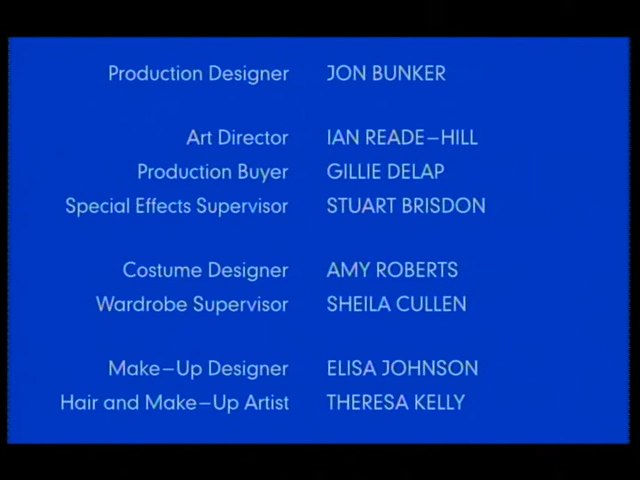 Production Designer JON BUNKER
Art Director IAN READE–HILL
Production Buyer GILLIE DELAP
Special Effects Supervisor STUART BRISDON
Costume Designer AMY ROBERTS
Wardrobe Supervisor SHEILA CULLEN
Make–Up Designer ELISA JOHNSON
Hair and Make–Up Artist THERESA KELLY